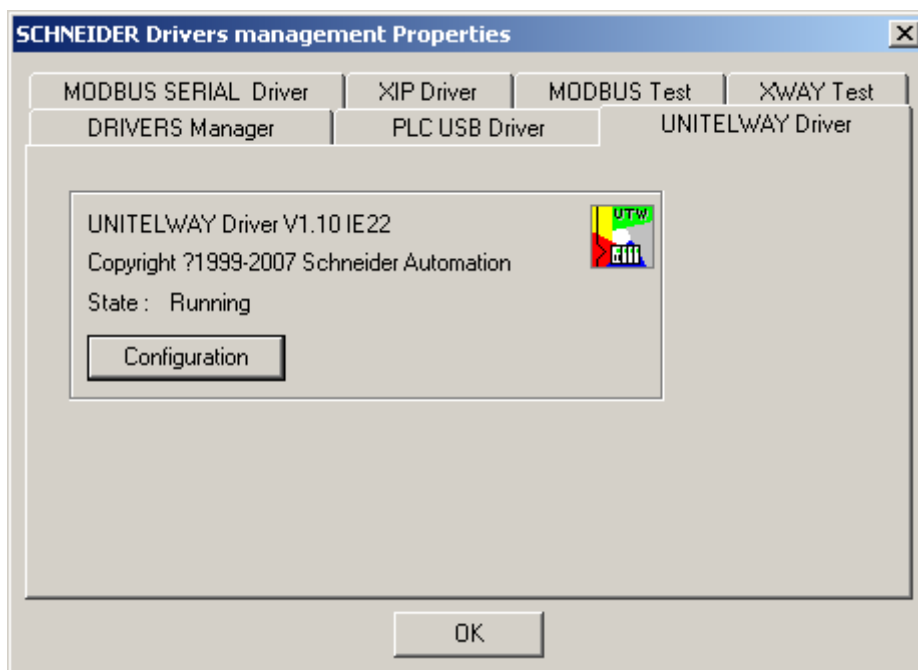 SCHNEIDER Drivers management Properties
MODBUS SERIAL Driver
XIP Driver
MODBUS Test
XWAY Test
DRIVERS Manager
PLC USB Driver
UNITELWAY Driver
UNITELWAY Driver V1.10 IE22
UTW
Copyright ?1999-2007 Schneider Automation
State : Running
Configuration
OK